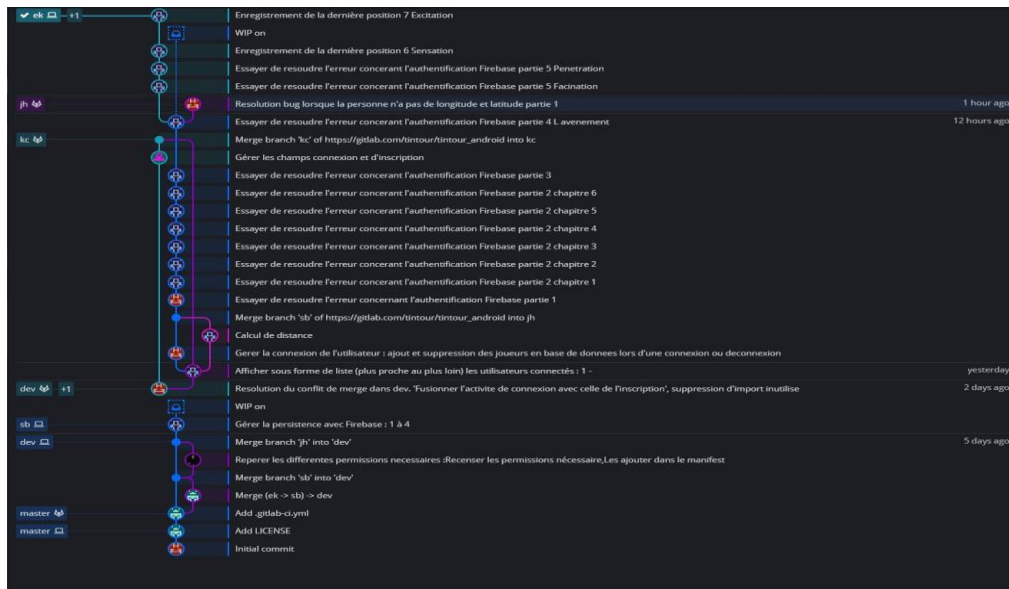 ek +1 Enregistrement de la dernière position 7 Excitation
WIP on
Enregistrement de la dernière position 6 Sensation
Essayer de resoudre l'erreur concerant l'authentification Firebase partie 5 Penetration
Essayer de resoudre l'erreur concerant l'authentification Firebase partie 5 Facination
jh Resolution bug lorsque la personne n'a pas de longitude et latitude partie 1 1 hour ago
Essayer de resoudre l'erreur concerant l'authentification Firebase partie 4 L avenement 12 hours ago
kc Merge branch 'kc' of https://gitlab.com/tintour/tintour_android into kc
Gérer les champs connexion et d'inscription
Essayer de resoudre l'erreur concerant l'authentification Firebase partie 3
Essayer de resoudre l'erreur concerant l'authentification Firebase partie 2 chapitre 6
Essayer de resoudre l'erreur concerant l'authentification Firebase partie 2 chapitre 5
Essayer de resoudre l'erreur concerant l'authentification Firebase partie 2 chapitre 4
Essayer de resoudre l'erreur concerant l'authentification Firebase partie 2 chapitre 3
Essayer de resoudre l'erreur concerant l'authentification Firebase partie 2 chapitre 2
Essayer de resoudre l'erreur concerant l'authentification Firebase partie 2 chapitre 1
Essayer de resoudre l'erreur concernant l'authentification Firebase partie 1
Merge branch 'sb' of https://gitlab.com/tintour/tintour_android into jh
Calcul de distance
Gerer la connexion de l'utilisateur : ajout et suppression des joueurs en base de donnees lors d'une connexion ou deconnexion
Afficher sous forme de liste (plus proche au plus loin) les utilisateurs connectés : 1 - yesterday
dev +1 Resolution du conflit de merge dans dev. 'Fusionner l'activite de connexion avec celle de l'inscription', suppression d'import inutilise 2 days ago
WIP on
sb Gérer la persistence avec Firebase : 1 à 4
dev Merge branch 'jh' into 'dev' 5 days ago
Reperer les differentes permissions necessaires :Recenser les permissions nécessaire,Les ajouter dans le manifest
Merge branch 'sb' into 'dev'
Merge (ek -> sb) -> dev
master Add .gitlab-ci.yml
master Add LICENSE
Initial commit